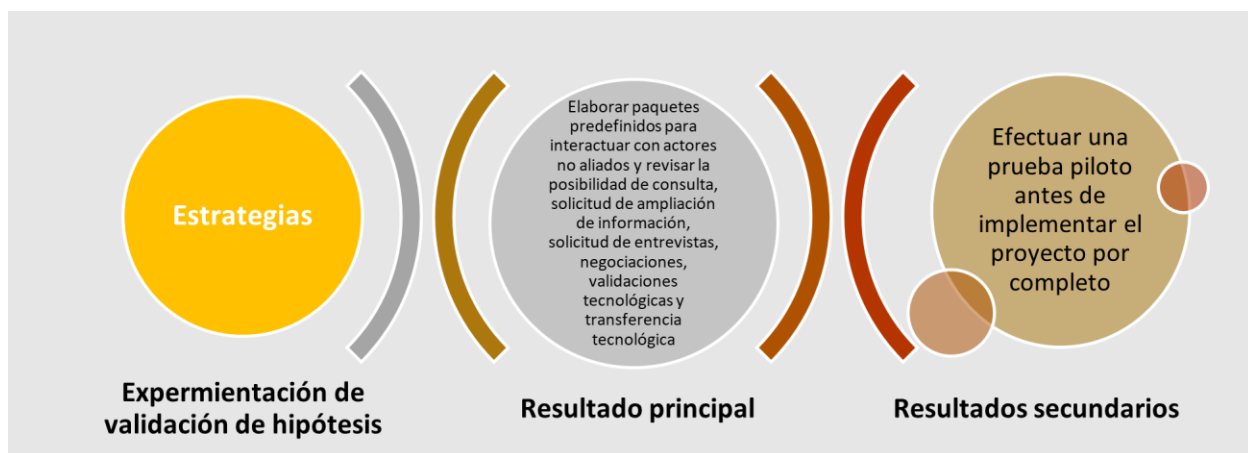 Estrategias
Expermientación de
validación de hipótesis
Elaborar paquetes
predefinidos para
interactuar con actores
no aliados y revisar la
posibilidad de consulta,
solicitud de ampliación
de información,
solicitud de entrevistas,
negociaciones,
validaciones
tecnológicas y
transferencia
tecnológica
Resultado principal
Efectuar una
prueba piloto
antes de
implementar el
proyecto por
completo
Resultados secundarios